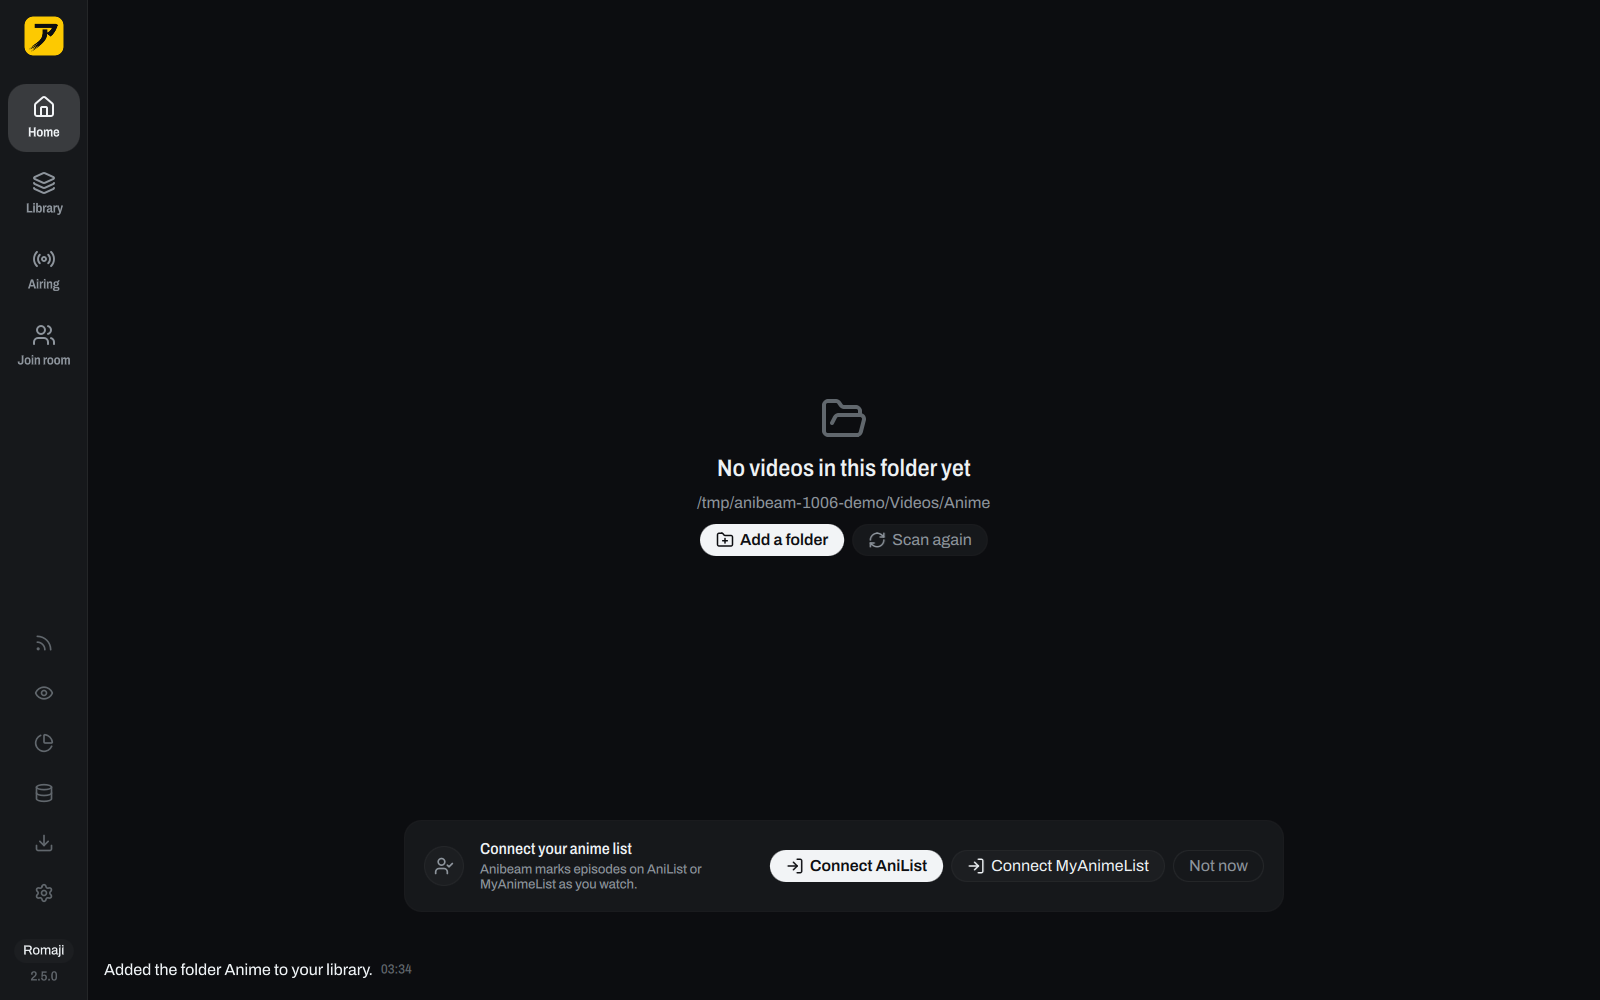 ア
Home
Library
Airing
Join room
Romaji
2.5.0
No videos in this folder yet
/tmp/anibeam-1006-demo/Videos/Anime
Add a folder
Scan again
Connect your anime list
Anibeam marks episodes on AniList or
MyAnimeList as you watch.
Connect AniList
Connect MyAnimeList
Not now
Added the folder Anime to your library. 03:34